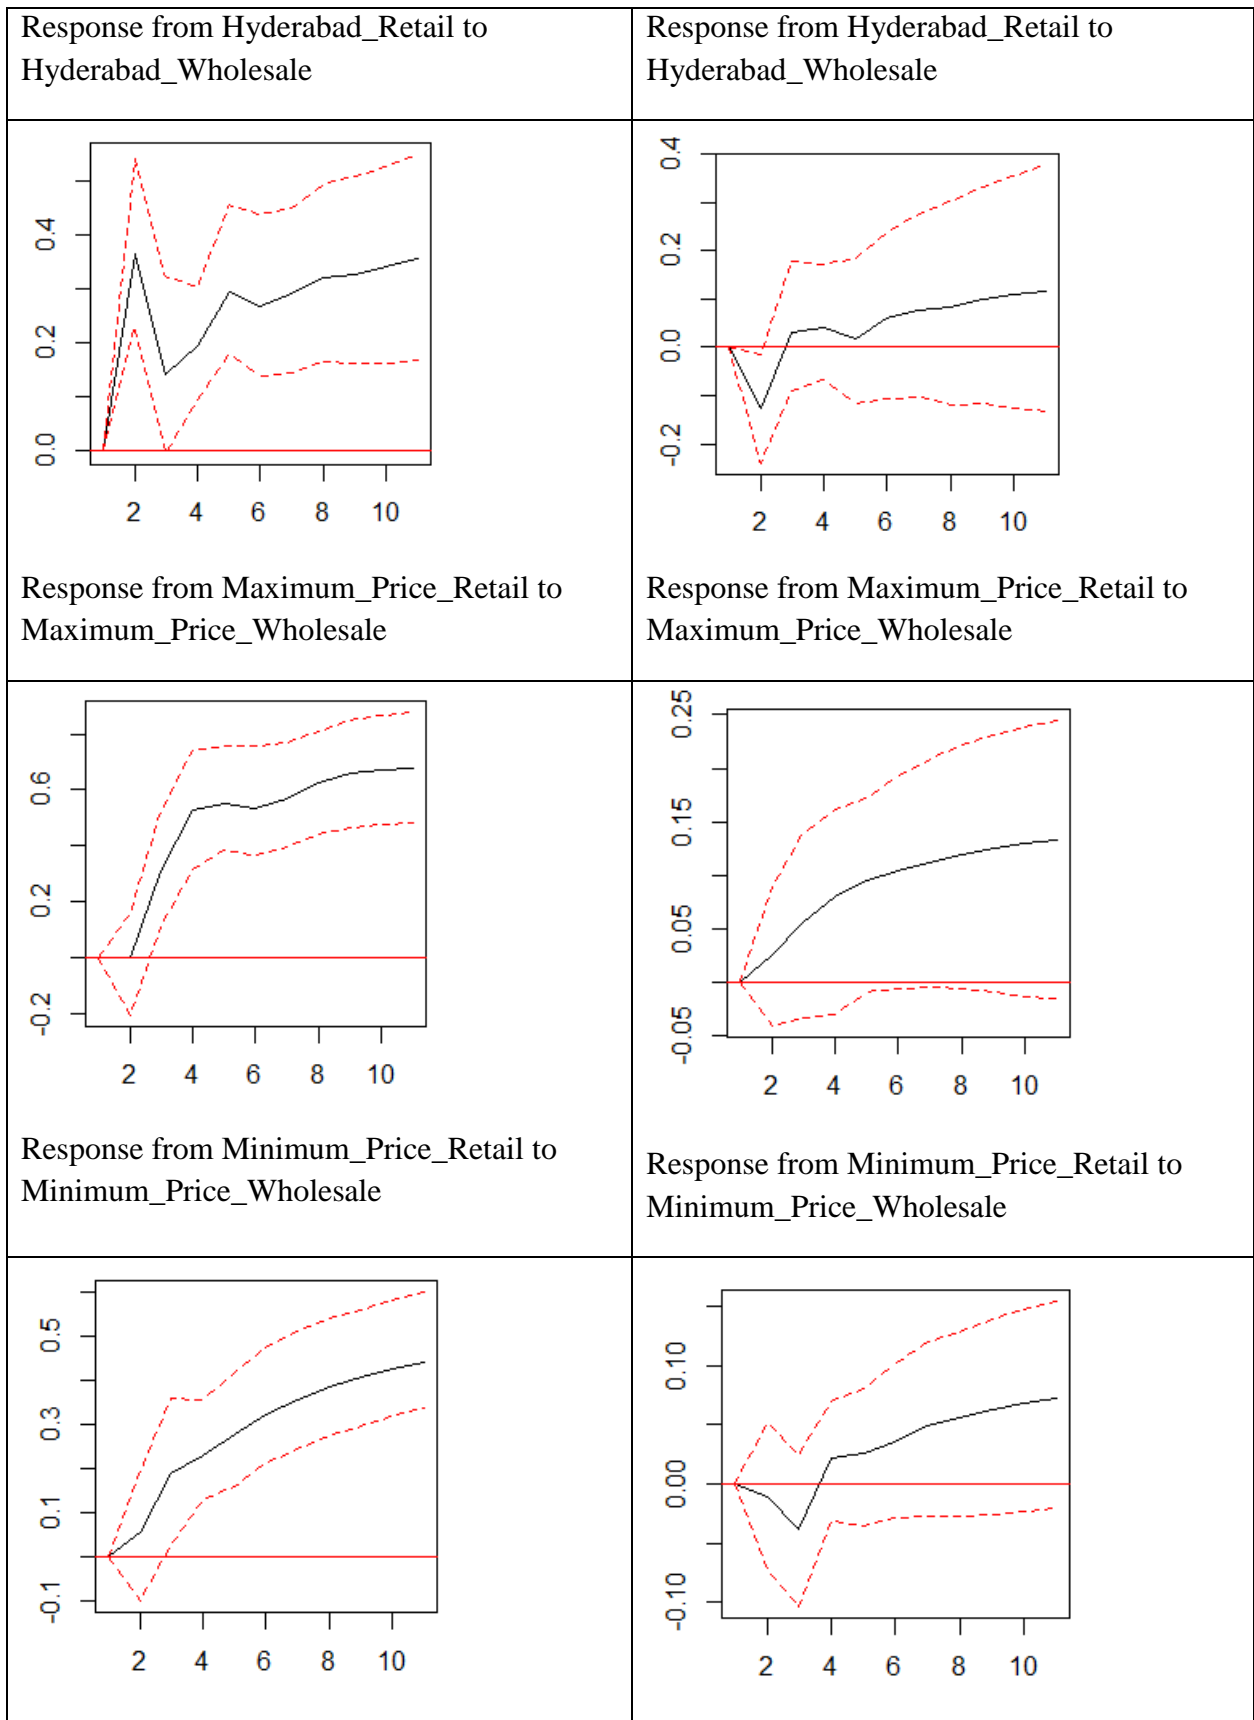 Response from Hyderabad_Retail to
Hyderabad_Wholesale
Response from Hyderabad_Retail to
Hyderabad_Wholesale
0.4
0.2
0.0
2 4 6 8 10
0.4
0.2
0.0
-0.2
2 4 6 8 10
Response from Maximum_Price_Retail to
Maximum_Price_Wholesale
Response from Maximum_Price_Retail to
Maximum_Price_Wholesale
0.6
0.2
-0.2
2 4 6 8 10
0.25
0.15
0.05
-0.05
2 4 6 8 10
Response from Minimum_Price_Retail to
Minimum_Price_Wholesale
Response from Minimum_Price_Retail to
Minimum_Price_Wholesale
0.5
0.3
0.1
-0.1
2 4 6 8 10
0.10
0.00
-0.10
2 4 6 8 10